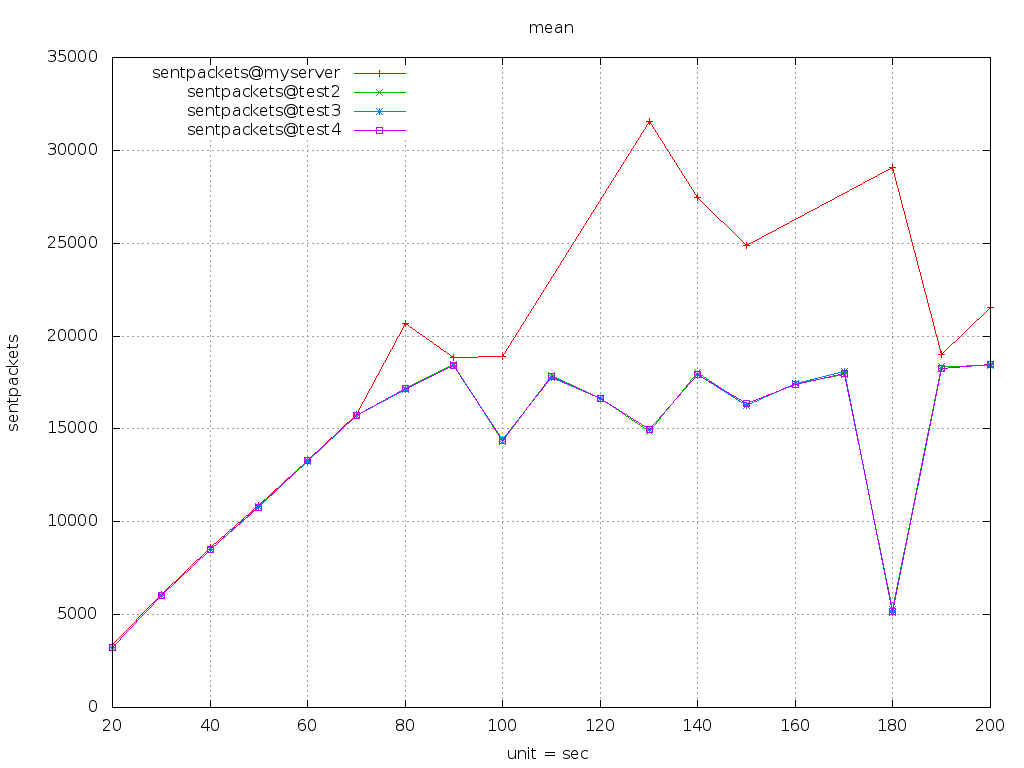 mean
35000
sentpackets@myserver
sentpackets@test2
sentpackets@test3
sentpackets@test4
30000
25000
20000
15000
10000
5000
0
sentpackets
20 40 60 80 100 120 140 160 180 200
unit = sec